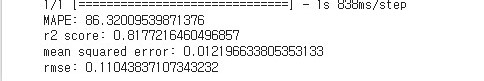 1/1 [==============================] - 1s 838ms/step
MAPE: 86.32009539871376
r2 score: 0.8177216460496857
mean squared error: 0.012196633805353133
rmse: 0.11043837107343232